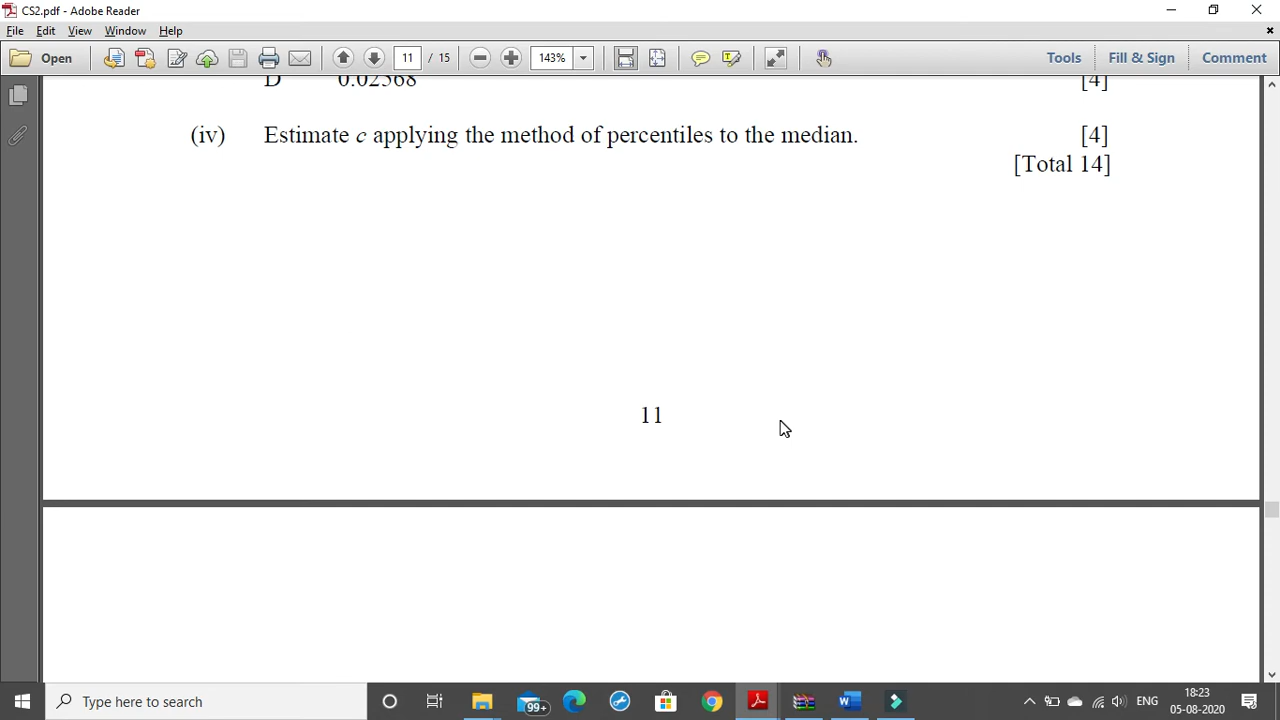 CS2.pdf - Adobe Reader
File Edit View Window Help
Open 11 / 15 143% Tools Fill & Sign Comment
D 0.02568 [4]
(iv) Estimate c applying the method of percentiles to the median. [4]
[Total 14]
11
Type here to search 99+ ENG 18:23
05-08-2020